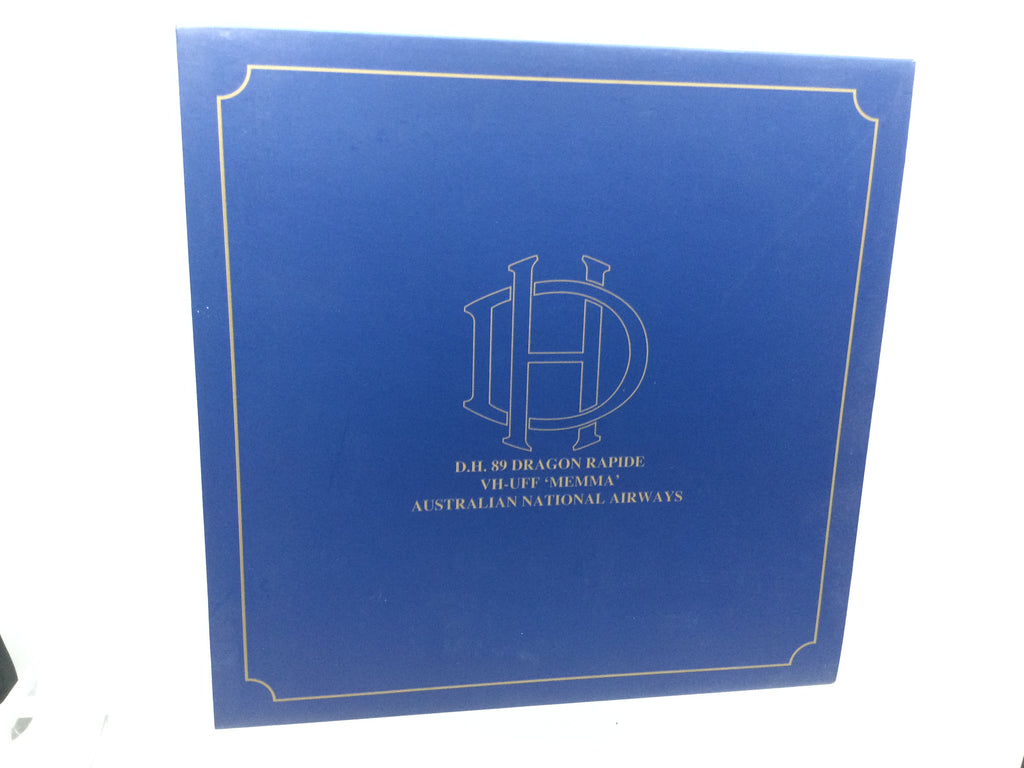 DH
D.H. 89 DRAGON RAPIDE
VH-UFF ‘MEMMA’
AUSTRALIAN NATIONAL AIRWAYS